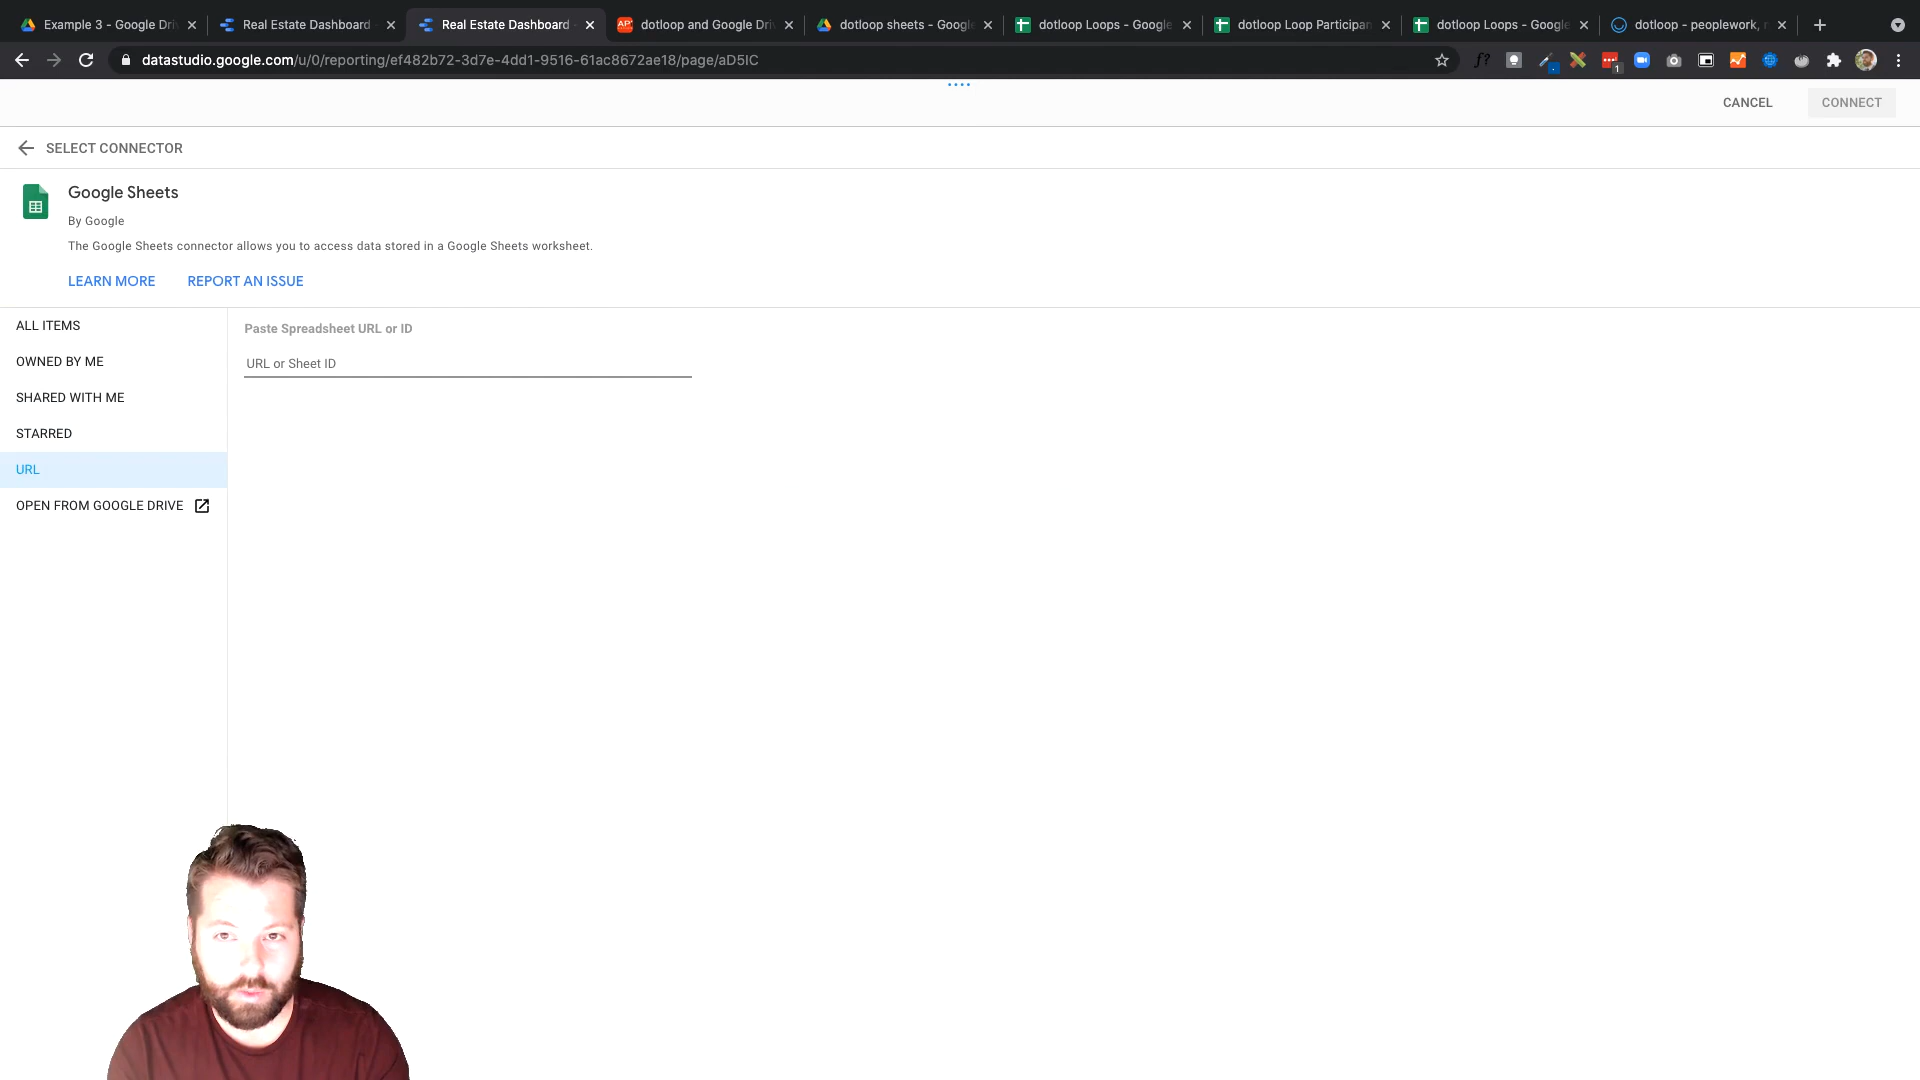 Example 3 - Google Dri
Real Estate Dashboard
Real Estate Dashboard
dotloop and Google Dri
dotloop sheets - Google
dotloop Loops - Google
dotloop Loop Participan
dotloop Loops - Google
dotloop - peoplework,
datastudio.google.com/u/0/reporting/ef482b72-3d7e-4dd1-9516-61ac8672ae18/page/aD5IC
CANCEL
CONNECT
SELECT CONNECTOR
Google Sheets
By Google
The Google Sheets connector allows you to access data stored in a Google Sheets worksheet.
LEARN MORE
REPORT AN ISSUE
ALL ITEMS
OWNED BY ME
SHARED WITH ME
STARRED
URL
OPEN FROM GOOGLE DRIVE
Paste Spreadsheet URL or ID
URL or Sheet ID